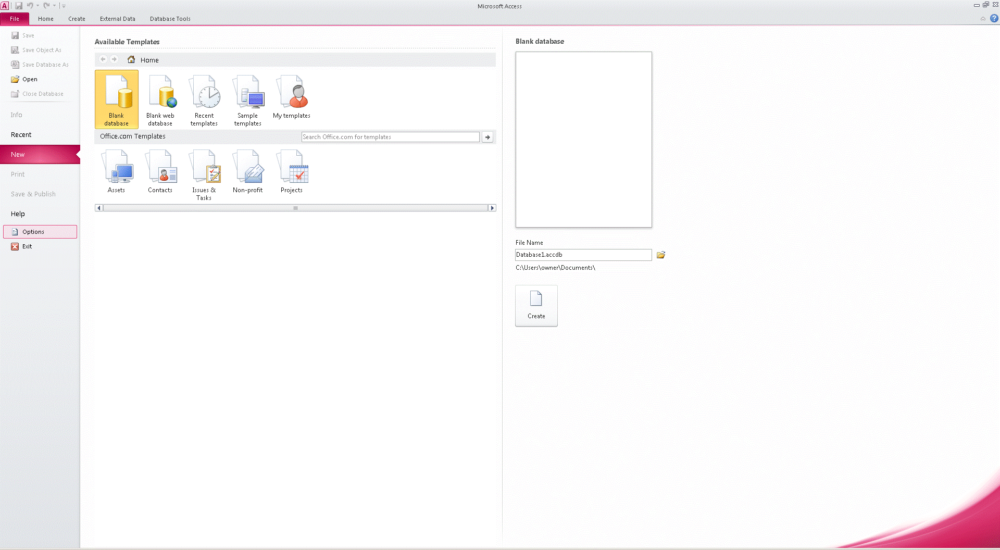 Microsoft Access
File Home Create External Data Database Tools
Save
Save Object As
Save Database As
Open
Close Database
Info
Recent
New
Print
Save & Publish
Help
Options
Exit
Available Templates
Home
Blank database
Blank web database
Recent templates
Sample templates
My templates
Office.com Templates
Search Office.com for templates
Assets
Contacts
Issues & Tasks
Non-profit
Projects
Blank database
File Name
Database1.accdb
C:\Users\owner\Documents\
Create